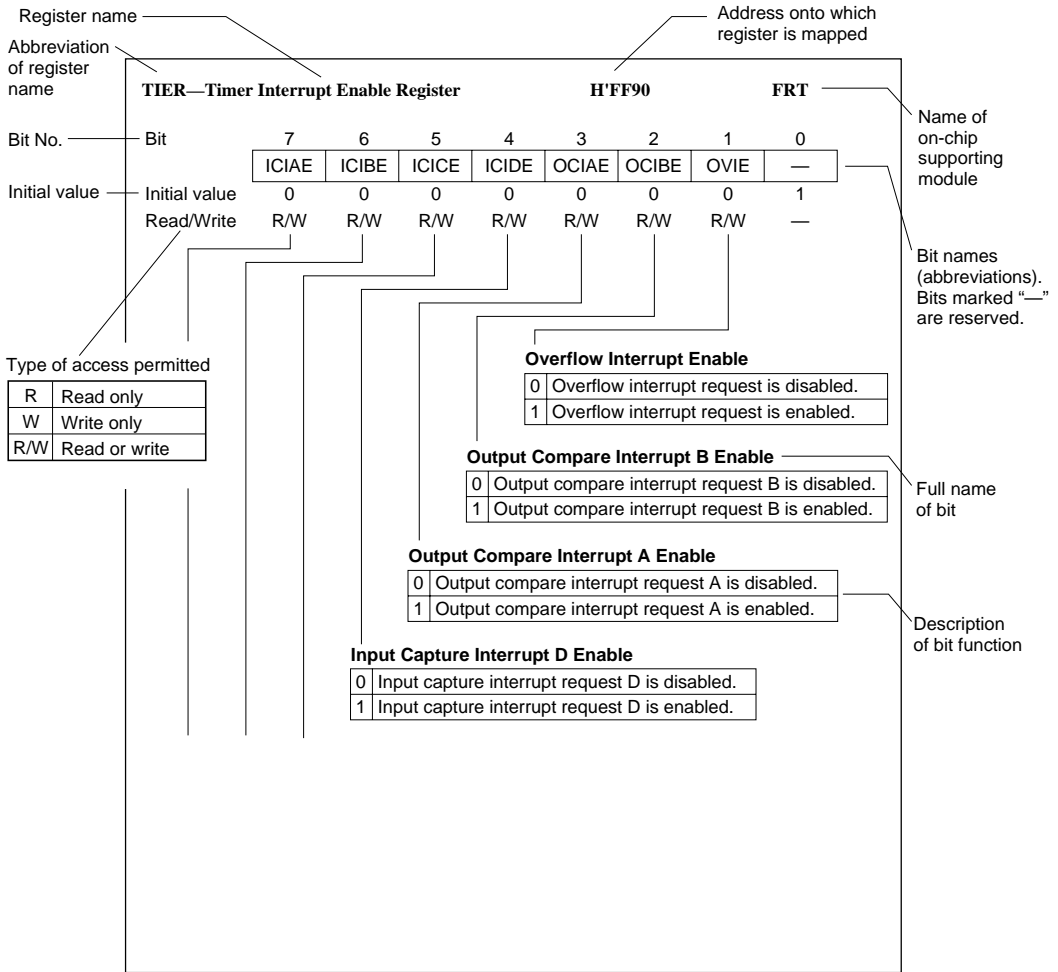 Register name
Address onto which
register is mapped
Abbreviation
of register
name
TIER—Timer Interrupt Enable Register H'FF90 FRT
Name of
on-chip
supporting
module
Bit No.
Bit 7 6 5 4 3 2 1 0
ICIAE ICIBE ICICE ICIDE OCIAE OCIBE OVIE —
Initial value
Initial value 0 0 0 0 0 0 0 1
Read/Write R/W R/W R/W R/W R/W R/W R/W —
Bit names
(abbreviations).
Bits marked “—”
are reserved.
Type of access permitted
R Read only
W Write only
R/W Read or write
Overflow Interrupt Enable
0 Overflow interrupt request is disabled.
1 Overflow interrupt request is enabled.
Output Compare Interrupt B Enable
0 Output compare interrupt request B is disabled.
1 Output compare interrupt request B is enabled.
Full name
of bit
Output Compare Interrupt A Enable
0 Output compare interrupt request A is disabled.
1 Output compare interrupt request A is enabled.
Description
of bit function
Input Capture Interrupt D Enable
0 Input capture interrupt request D is disabled.
1 Input capture interrupt request D is enabled.